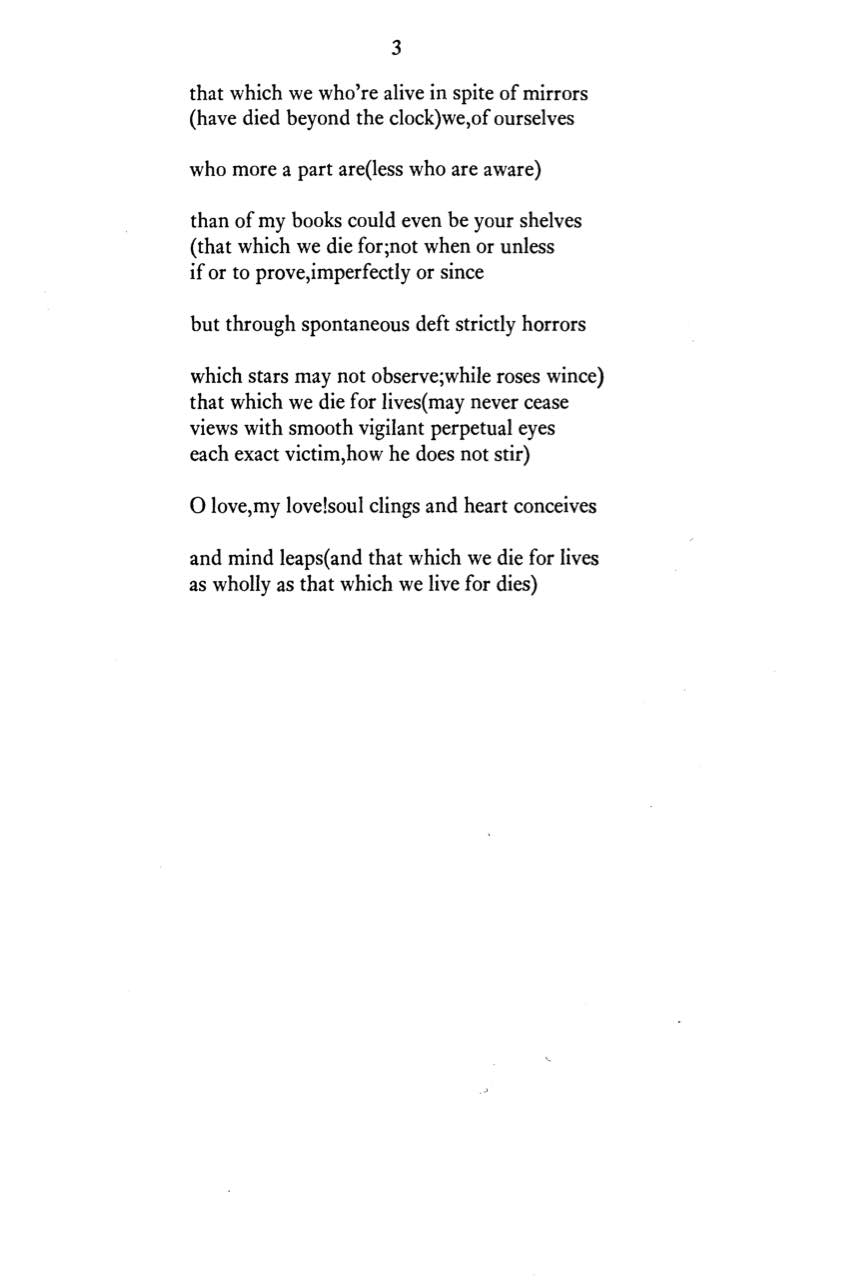 3
that which we who're alive in spite of mirrors
(have died beyond the clock)we,of ourselves
who more a part are(less who are aware)
than of my books could even be your shelves
(that which we die for;not when or unless
if or to prove,imperfectly or since
but through spontaneous deft strictly horrors
which stars may not observe;while roses wince)
that which we die for lives(may never cease
views with smooth vigilant perpetual eyes
each exact victim,how he does not stir)
O love,my love!soul clings and heart conceives
and mind leaps(and that which we die for lives
as wholly as that which we live for dies)